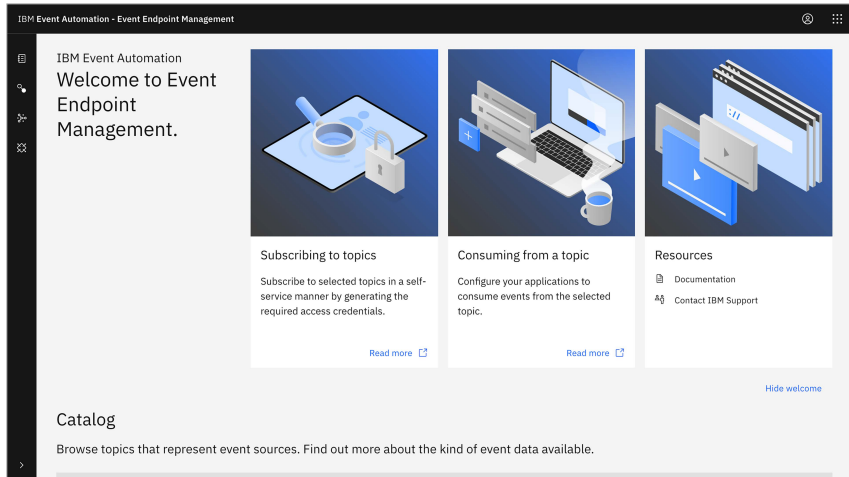 IBM Event Automation - Event Endpoint Management
IBM Event Automation
Welcome to Event
Endpoint
Management.
Subscribing to topics
Subscribe to selected topics in a self-
service manner by generating the
required access credentials.
Read more
Consuming from a topic
Configure your applications to
consume events from the selected
topic.
Read more
Resources
Documentation
Contact IBM Support
Hide welcome
Catalog
Browse topics that represent event sources. Find out more about the kind of event data available.